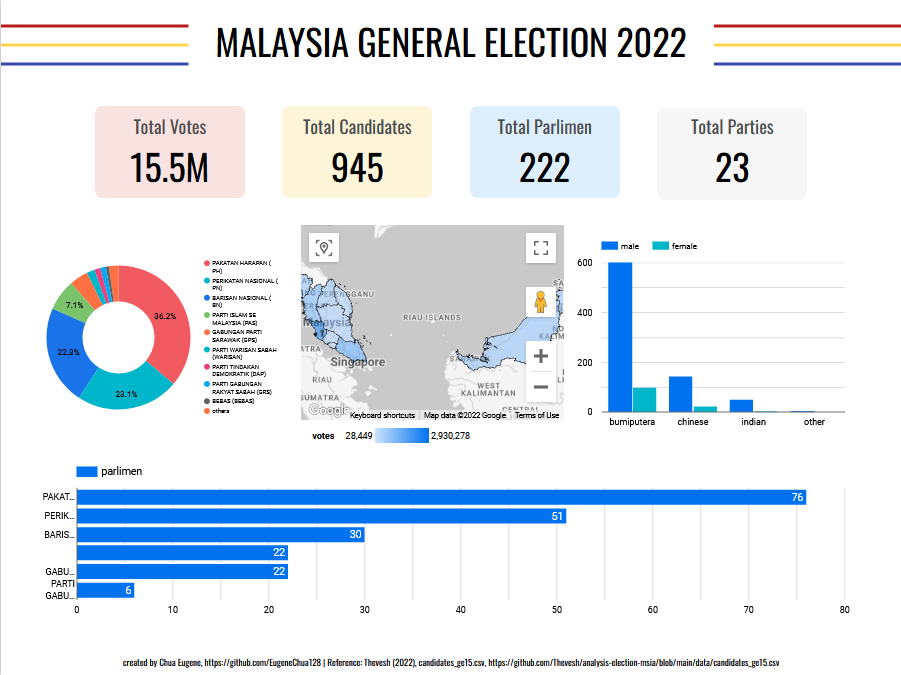 MALAYSIA GENERAL ELECTION 2022
Total Votes
15.5M
Total Candidates
945
Total Parlimen
222
Total Parties
23
36.2%
23.1%
22.3%
7.1%
PAKATAN HARAPAN (
PH)
PERIKATAN NASIONAL (
PN)
BARISAN NASIONAL (
BN)
PARTI ISLAM SE
MALAYSIA (PAS)
GABUNGAN PARTI
SARAWAK (GPS)
PARTI WARISAN SABAH
(WARISAN)
PARTI TINDAKAN
DEMOKRATIK (DAP)
PARTI GABUNGAN
RAKYAT SABAH (GRS)
BEBAS (BEBAS)
others
Malaysia
RIAU ISLANDS
Singapore
RIAU
WEST
KALIMANTAN
CENTRAL
Google
Keyboard shortcuts
Map data ©2022 Google
Terms of Use
votes 28,449 2,930,278
male female
600
400
200
0
bumiputera chinese indian other
parlimen
PAKAT... 76
PERIK... 51
BARIS... 30
22
GABU... 22
PARTI
GABU... 6
0 10 20 30 40 50 60 70 80
created by Chua Eugene, https://github.com/EugeneChua128 | Reference: Thevesh (2022), candidates_ge15.csv, https://github.com/Thevesh/analysis-election-msia/blob/main/data/candidates_ge15.csv